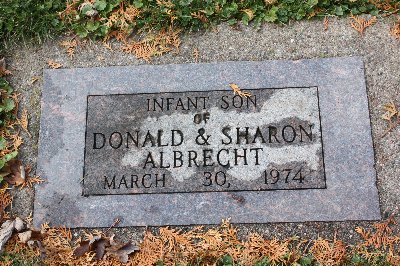 INFANT SON
OF
DONALD & SHARON
ALBRECHT
MARCH 30, 1974